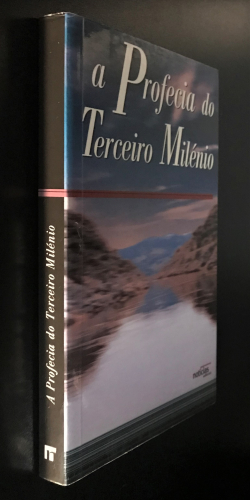 a Profecia do
Terceiro Milénio
A Profecia do Terceiro Milénio